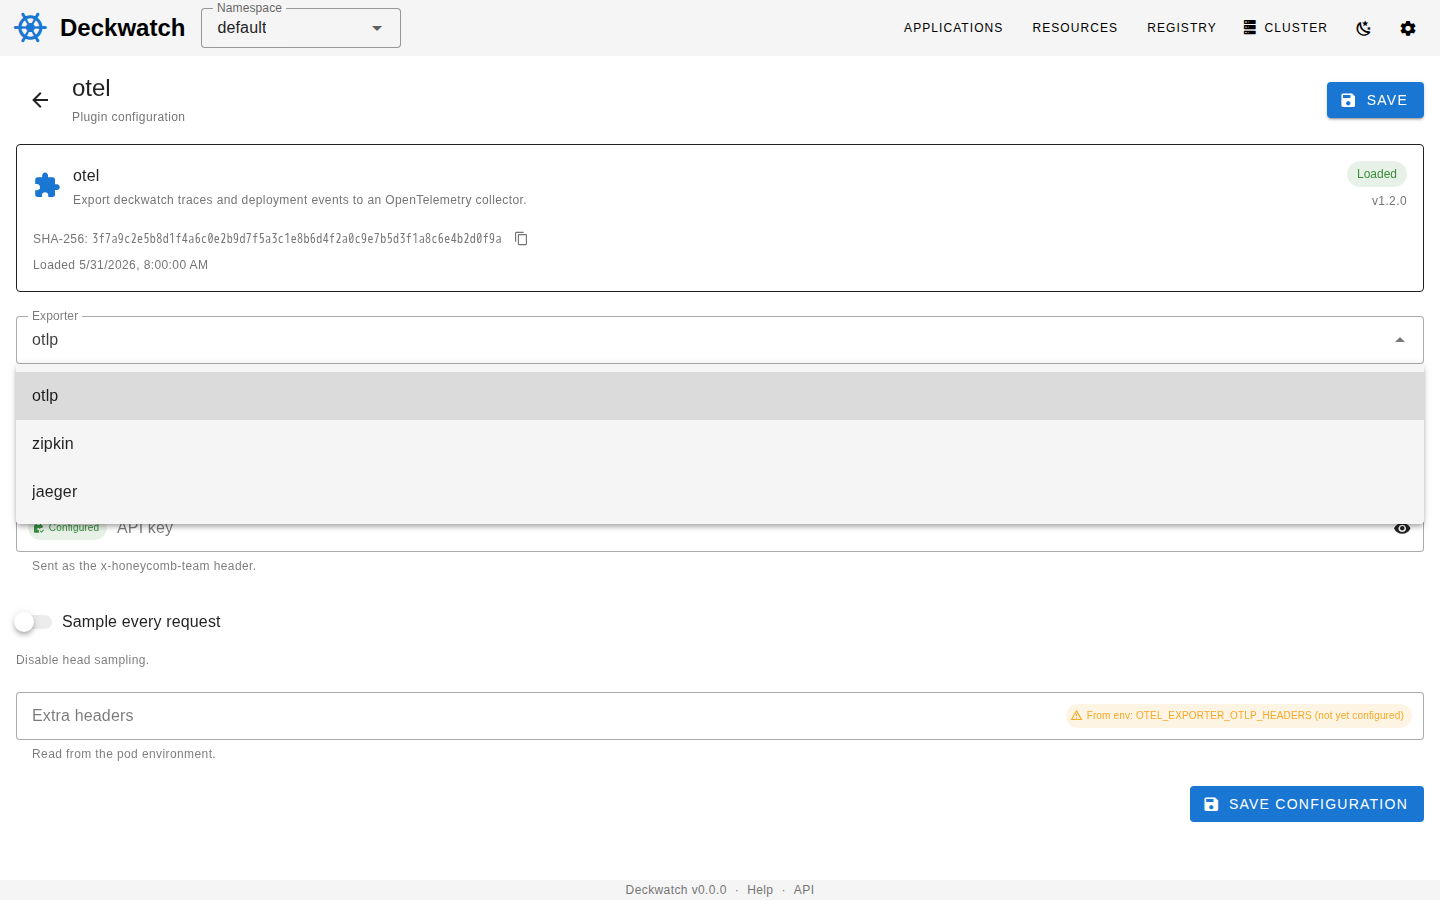 Deckwatch
Namespace
default
APPLICATIONS
RESOURCES
REGISTRY
CLUSTER
otel
Plugin configuration
SAVE
otel
Export deckwatch traces and deployment events to an OpenTelemetry collector.
Loaded
v1.2.0
SHA-256: 3f7a9c2e5b8d1f4a6c0e2b9d7f5a3c1e8b6d4f2a0c9e7b5d3f1a8c6e4b2d0f9a
Loaded 5/31/2026, 8:00:00 AM
Exporter
otlp
otlp
zipkin
jaeger
Configured
API key
Sent as the x-honeycomb-team header.
Sample every request
Disable head sampling.
Extra headers
From env: OTEL_EXPORTER_OTLP_HEADERS (not yet configured)
Read from the pod environment.
SAVE CONFIGURATION
Deckwatch v0.0.0 · Help · API